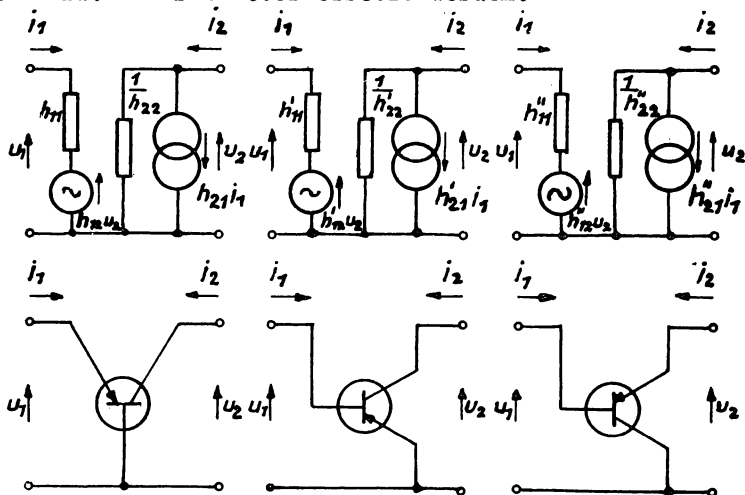 i₁ i₂ i₁ i₂ i₁ i₂
h₁₁ 1/h₂₂ h'₁₁ 1/h'₂₂ h''₁₁ 1/h''₂₂
u₁ u₂ u₁ u₂ u₁ u₂
h₁₂u₂ h₂₁i₁ h'₁₂u₂ h'₂₁i₁ h''₁₂u₂ h''₂₁i₁
i₁ i₂ i₁ i₂ i₁ i₂
u₁ u₂ u₁ u₂ u₁ u₂